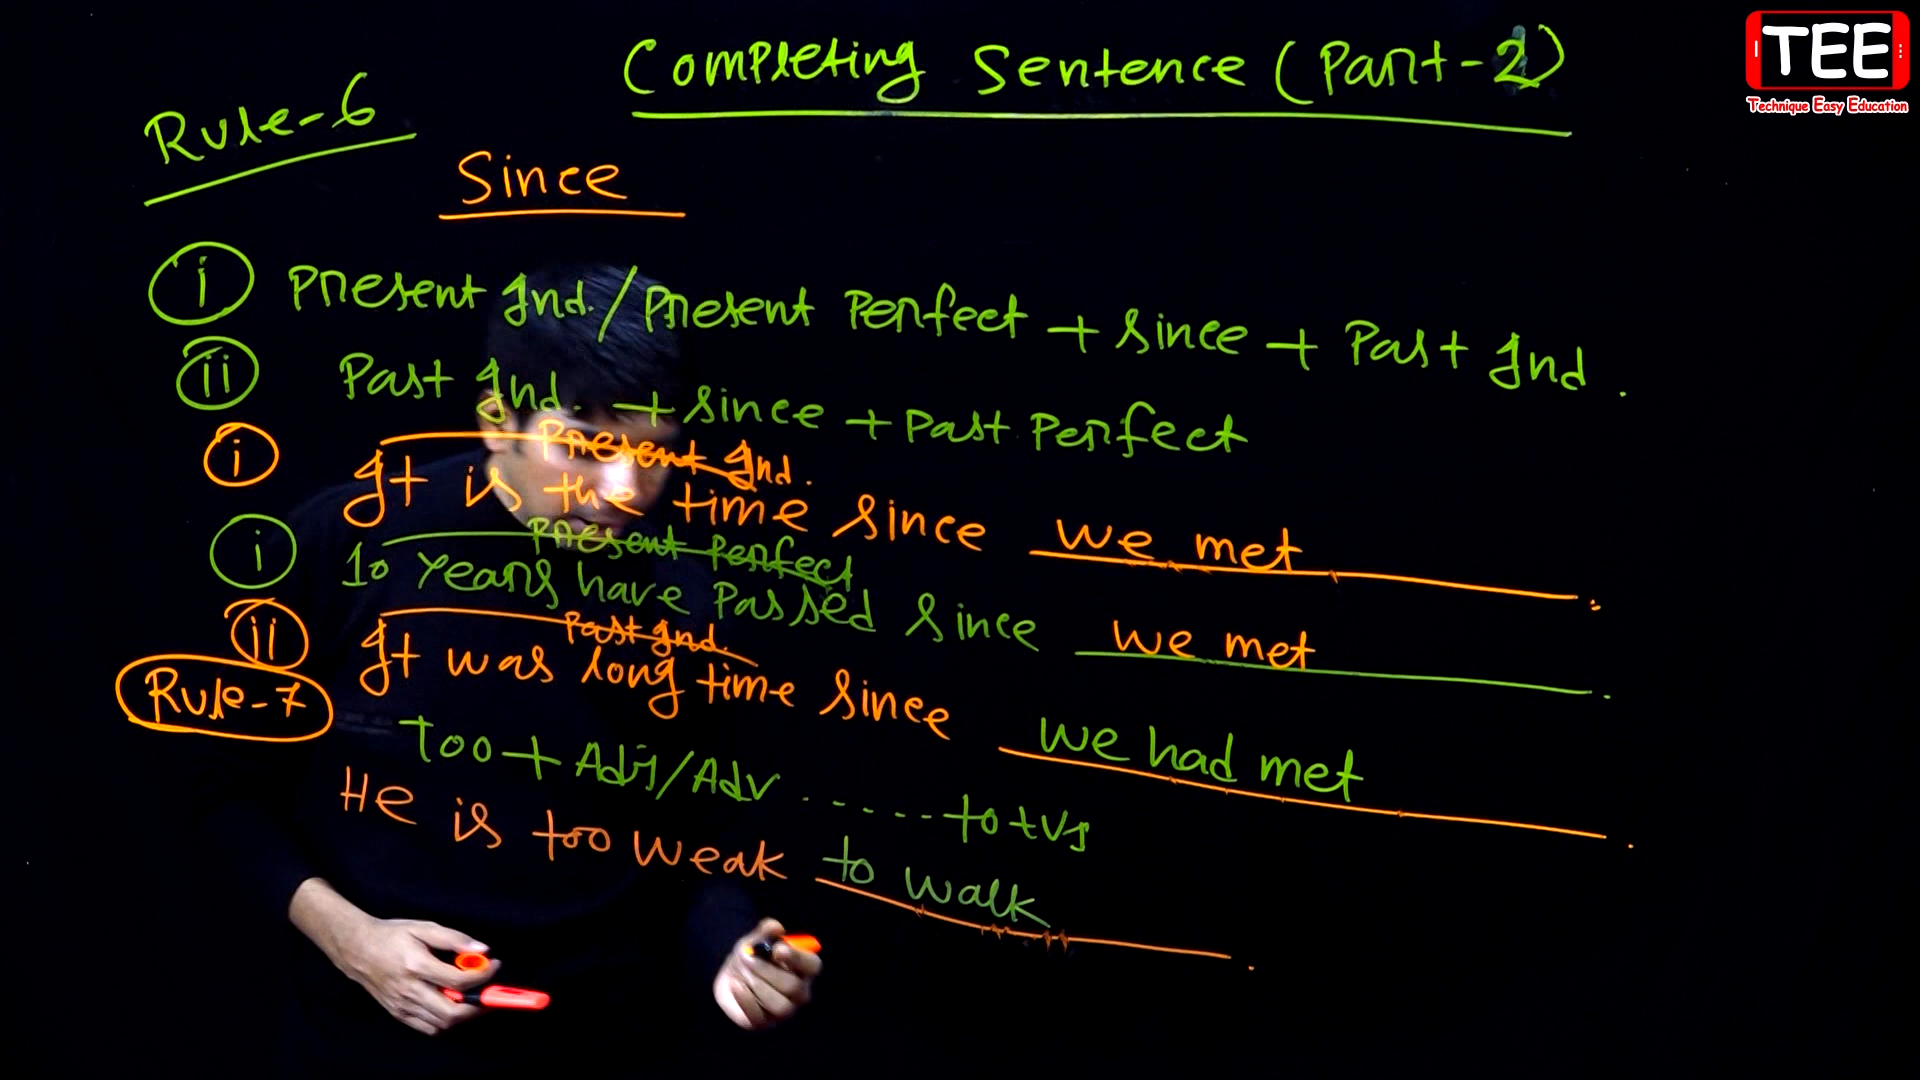 Completing Sentence (Part-2)
TEE
Technique Easy Education
Rule-6
Since
i Present Ind./Present Perfect + since + Past Ind.
ii Past Ind. + since + Past Perfect
Present Ind.
i It is the time since we met.
Present Perfect
i 10 Years have Passed since we met.
Past Ind.
ii It was long time since we had met.
Rule-7
Too + Adj/Adv ...... to + V1
He is too weak to walk.